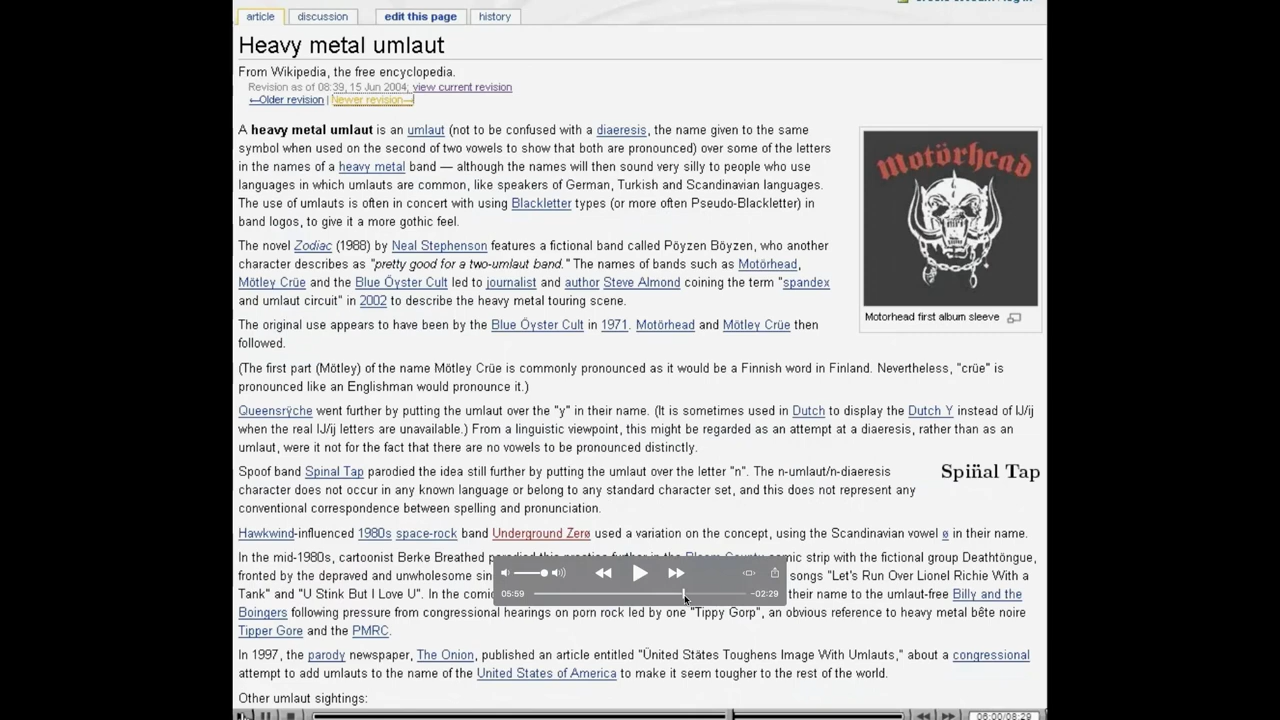 article discussion edit this page history
Heavy metal umlaut
From Wikipedia, the free encyclopedia.
Revision as of 08:39, 15 Jun 2004; view current revision
←Older revision | Newer revision→
A heavy metal umlaut is an umlaut (not to be confused with a diaeresis, the name given to the same
symbol when used on the second of two vowels to show that both are pronounced) over some of the letters
in the names of a heavy metal band — although the names will then sound very silly to people who use
languages in which umlauts are common, like speakers of German, Turkish and Scandinavian languages.
The use of umlauts is often in concert with using Blackletter types (or more often Pseudo-Blackletter) in
band logos, to give it a more gothic feel.
motörhead
Motorhead first album sleeve
The novel Zodiac (1988) by Neal Stephenson features a fictional band called Pöyzen Böyzen, who another
character describes as "pretty good for a two-umlaut band." The names of bands such as Motörhead,
Mötley Crüe and the Blue Öyster Cult led to journalist and author Steve Almond coining the term "spandex
and umlaut circuit" in 2002 to describe the heavy metal touring scene.
The original use appears to have been by the Blue Öyster Cult in 1971. Motörhead and Mötley Crüe then
followed.
(The first part (Mötley) of the name Mötley Crüe is commonly pronounced as it would be a Finnish word in Finland. Nevertheless, "crüe" is
pronounced like an Englishman would pronounce it.)
Queensrÿche went further by putting the umlaut over the "y" in their name. (It is sometimes used in Dutch to display the Dutch Y instead of IJ/ij
when the real IJ/ij letters are unavailable.) From a linguistic viewpoint, this might be regarded as an attempt at a diaeresis, rather than as an
umlaut, were it not for the fact that there are no vowels to be pronounced distinctly.
Spoof band Spinal Tap parodied the idea still further by putting the umlaut over the letter "n". The n-umlaut/n-diaeresis
character does not occur in any known language or belong to any standard character set, and this does not represent any
conventional correspondence between spelling and pronunciation.
Spin̈al Tap
Hawkwind-influenced 1980s space-rock band Underground Zerø used a variation on the concept, using the Scandinavian vowel ø in their name.
In the mid-1980s, cartoonist Berke Breathed parodied this practice further in the Bloom County comic strip with the fictional group Deathtöngue,
fronted by the depraved and unwholesome songs "Let's Run Over Lionel Richie With a
Tank" and "U Stink But I Love U". In the comic their name to the umlaut-free Billy and the
Boingers following pressure from congressional hearings on porn rock led by one "Tippy Gorp", an obvious reference to heavy metal bête noire
Tipper Gore and the PMRC.
05:59 -02:29
In 1997, the parody newspaper, The Onion, published an article entitled "Ünited Stätes Toughens Image With Umlauts," about a congressional
attempt to add umlauts to the name of the United States of America to make it seem tougher to the rest of the world.
Other umlaut sightings:
06:00/08:29